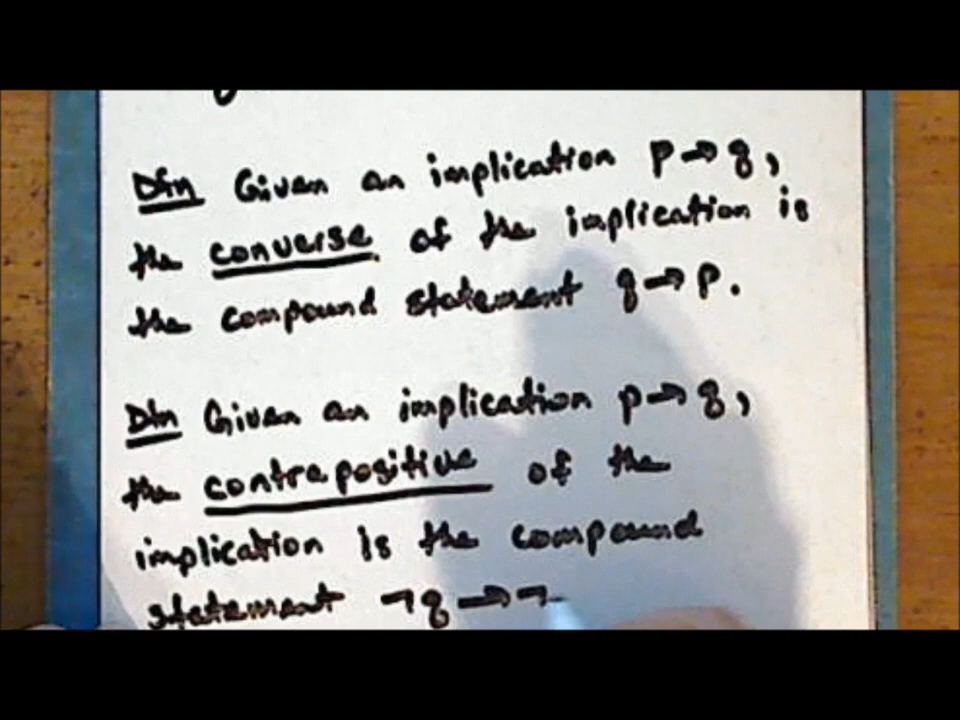 Dfn Given an implication p→q,
the converse of the implication is
the compound statement q→p.
Dfn Given an implication p→q,
the contrapositive of the
implication is the compound
statement ¬q→¬